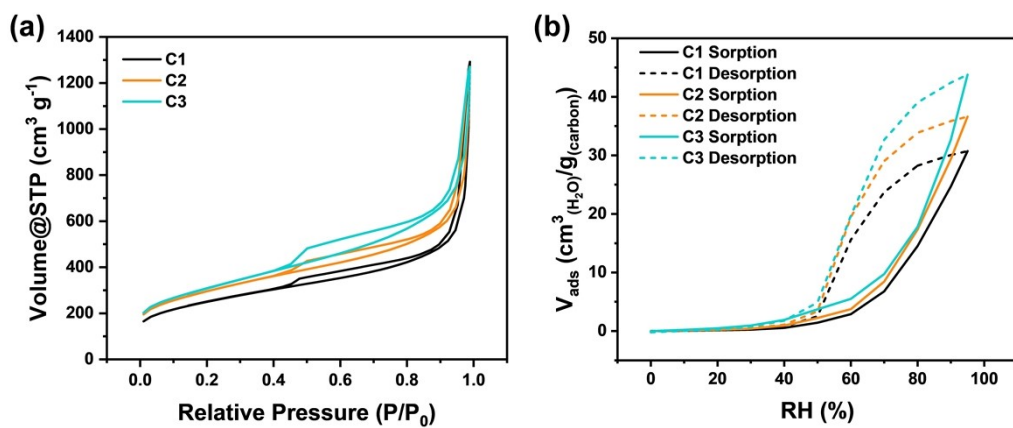 (a)
1400
1200
1000
800
600
400
200
0
C1
C2
C3
0.0 0.2 0.4 0.6 0.8 1.0
Volume@STP (cm³ g⁻¹)
Relative Pressure (P/P₀)
(b)
50
40
30
20
10
0
C1 Sorption
C1 Desorption
C2 Sorption
C2 Desorption
C3 Sorption
C3 Desorption
0 20 40 60 80 100
V_ads (cm³_(H₂O)/g_(carbon))
RH (%)